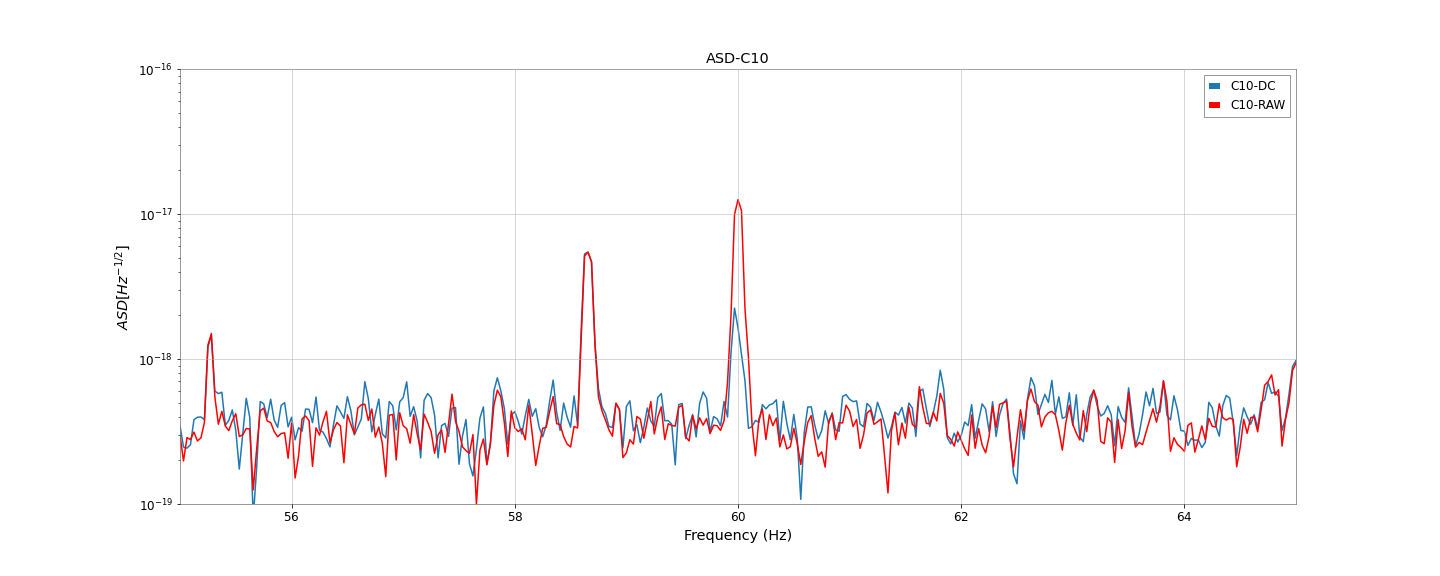 ASD-C10
10⁻¹⁶
10⁻¹⁷
10⁻¹⁸
10⁻¹⁹
ASD[Hz⁻¹/²]
C10-DC
C10-RAW
56 58 60 62 64
Frequency (Hz)